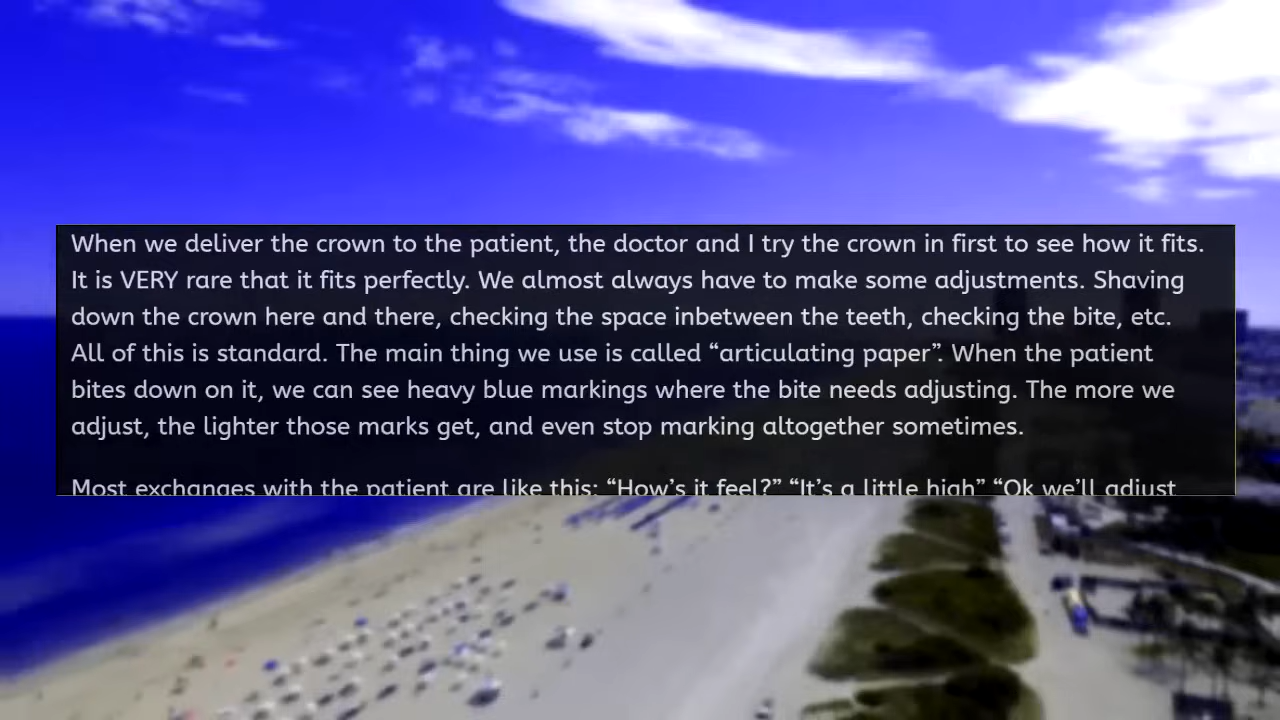 When we deliver the crown to the patient, the doctor and I try the crown in first to see how it fits.
It is VERY rare that it fits perfectly. We almost always have to make some adjustments. Shaving
down the crown here and there, checking the space inbetween the teeth, checking the bite, etc.
All of this is standard. The main thing we use is called “articulating paper”. When the patient
bites down on it, we can see heavy blue markings where the bite needs adjusting. The more we
adjust, the lighter those marks get, and even stop marking altogether sometimes.
Most exchanges with the patient are like this: “How’s it feel?” “It’s a little high” “Ok we’ll adjust